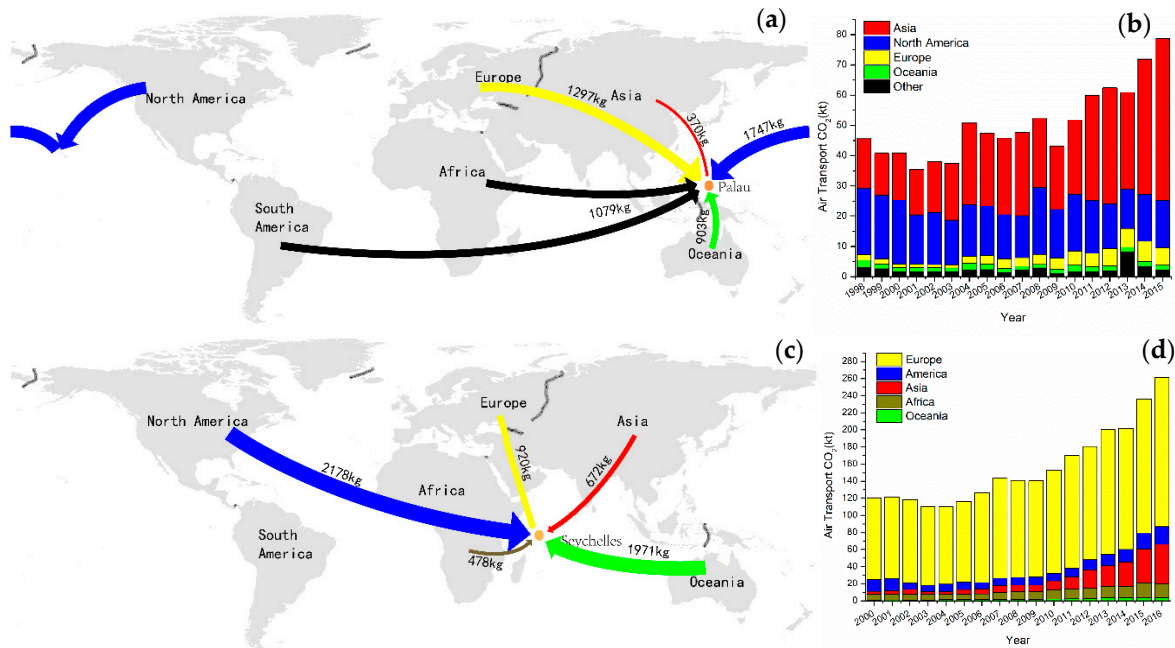 (a)
North America
Europe
Asia
1297kg
370kg
1747kg
Africa
Palau
1079kg
South
America
903kg
Oceania
(b)
Asia
North America
Europe
Oceania
Other
Air Transport CO2(kt)
80
70
60
50
40
30
20
10
0
1998
1999
2000
2001
2002
2003
2004
2005
2006
2007
2008
2009
2010
2011
2012
2013
2014
2015
Year
(c)
North America
Europe
Asia
2178kg
920kg
672kg
Africa
South
America
Seychelles
478kg
1971kg
Oceania
(d)
Europe
America
Asia
Africa
Oceania
Air Transport CO2(kt)
280
260
240
220
200
180
160
140
120
100
80
60
40
20
0
2000
2001
2002
2003
2004
2005
2006
2007
2008
2009
2010
2011
2012
2013
2014
2015
2016
Year